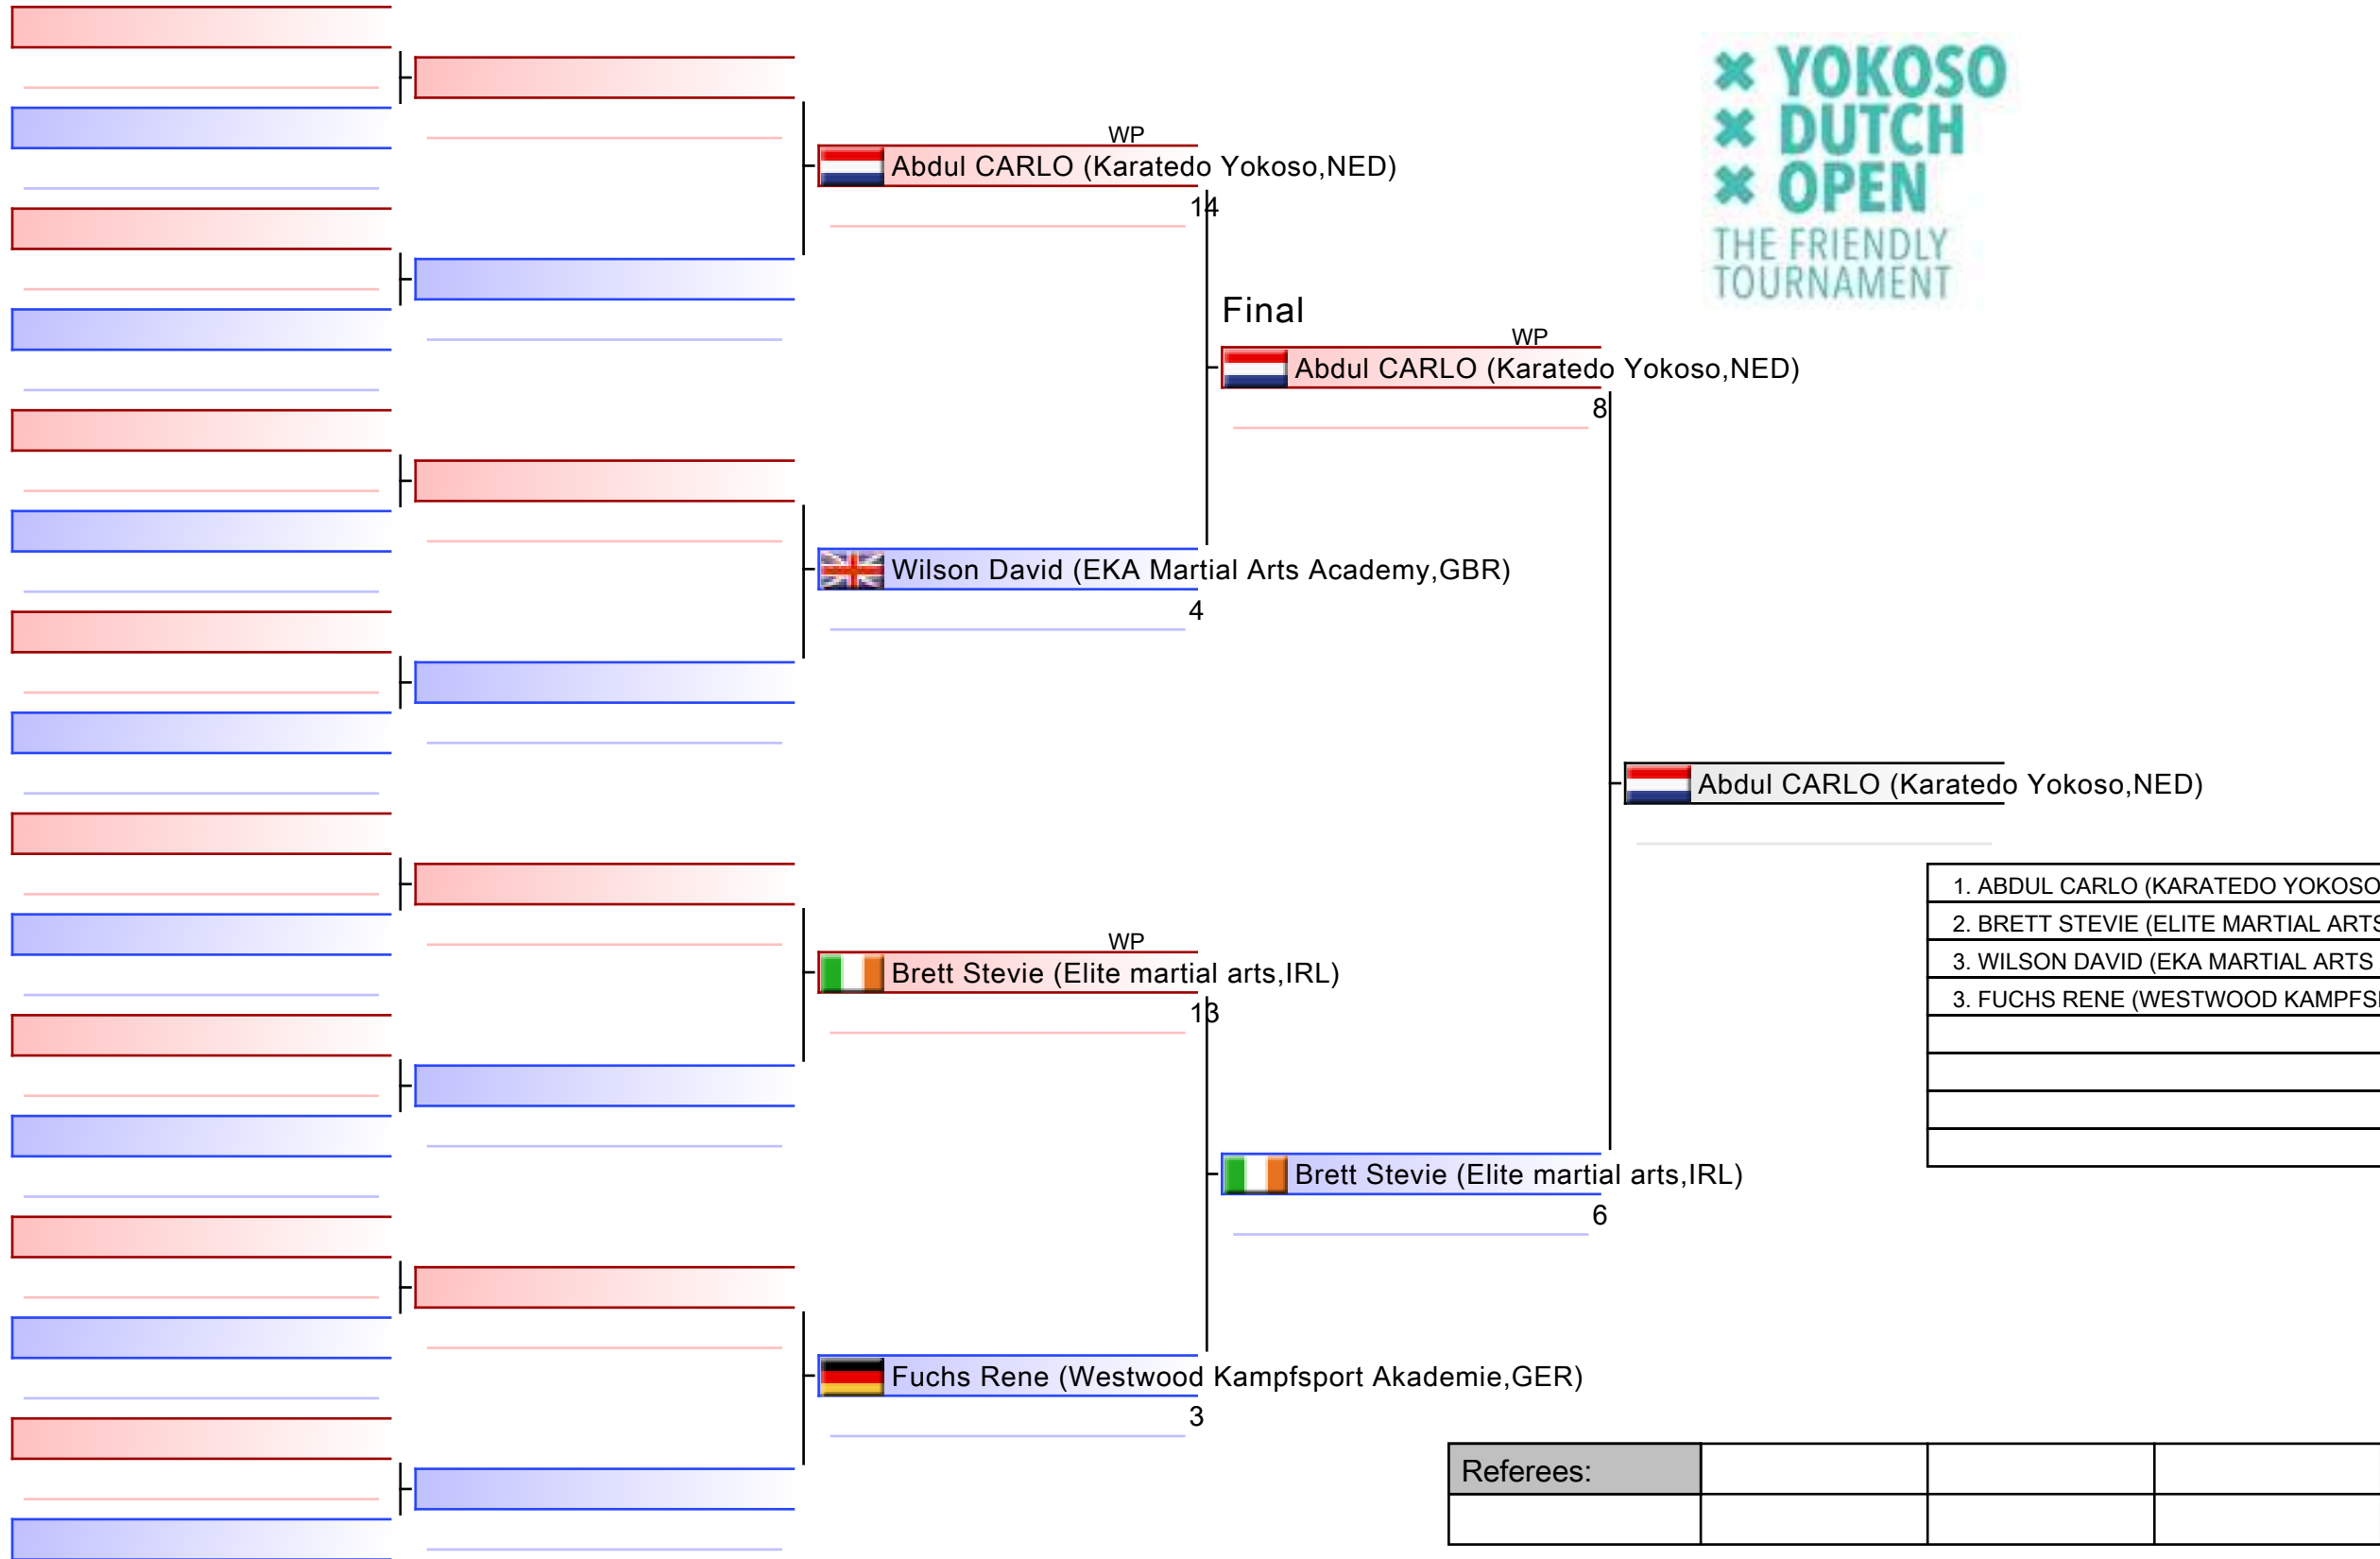 YOKOSO
DUTCH
OPEN
THE FRIENDLY
TOURNAMENT
WP
Abdul CARLO (Karatedo Yokoso,NED)
14
Final
WP
Abdul CARLO (Karatedo Yokoso,NED)
8
Wilson David (EKA Martial Arts Academy,GBR)
4
Abdul CARLO (Karatedo Yokoso,NED)
1. ABDUL CARLO (KARATEDO YOKOSO
2. BRETT STEVIE (ELITE MARTIAL ARTS
3. WILSON DAVID (EKA MARTIAL ARTS
3. FUCHS RENE (WESTWOOD KAMPFS
WP
Brett Stevie (Elite martial arts,IRL)
13
Brett Stevie (Elite martial arts,IRL)
6
Fuchs Rene (Westwood Kampfsport Akademie,GER)
3
Referees: